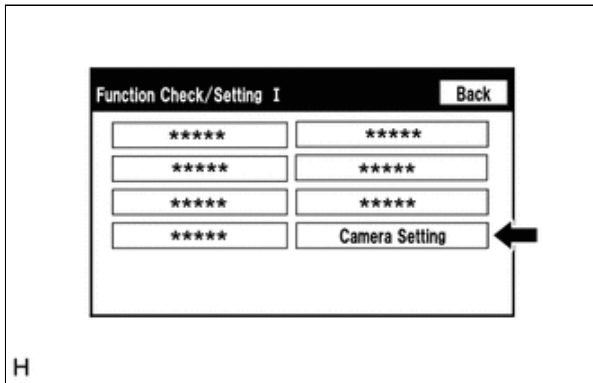 Function Check/Setting I
Back
***** *****
***** *****
***** *****
***** Camera Setting
H